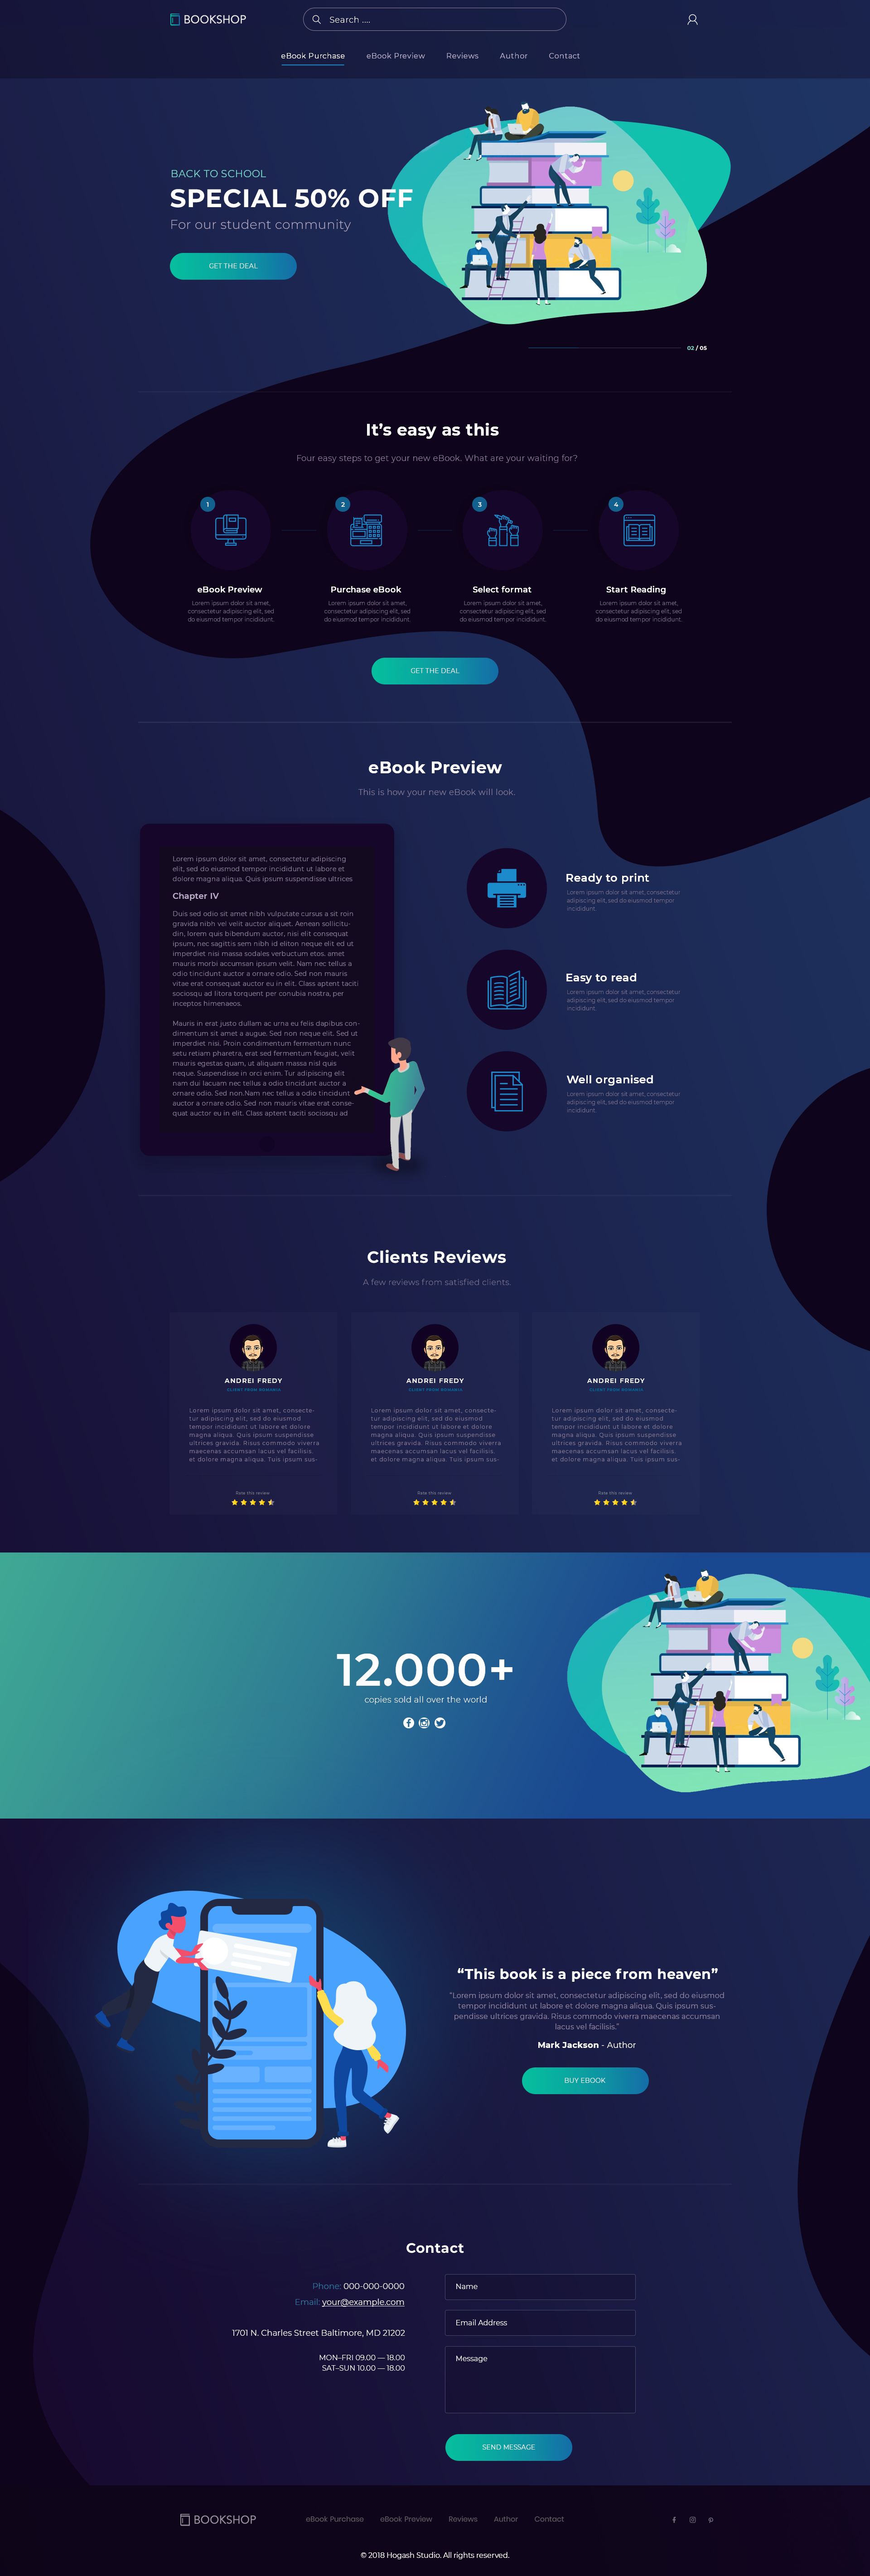 BOOKSHOP
Search ....
eBook Purchase
eBook Preview
Reviews
Author
Contact
BACK TO SCHOOL
SPECIAL 50% OFF
For our student community
GET THE DEAL
02 / 05
It's easy as this
Four easy steps to get your new eBook. What are your waiting for?
1
eBook Preview
Lorem ipsum dolor sit amet,
consectetur adipiscing elit, sed
do eiusmod tempor incididunt.
2
Purchase eBook
Lorem ipsum dolor sit amet,
consectetur adipiscing elit, sed
do eiusmod tempor incididunt.
3
Select format
Lorem ipsum dolor sit amet,
consectetur adipiscing elit, sed
do eiusmod tempor incididunt.
4
Start Reading
Lorem ipsum dolor sit amet,
consectetur adipiscing elit, sed
do eiusmod tempor incididunt.
GET THE DEAL
eBook Preview
This is how your new eBook will look.
Lorem ipsum dolor sit amet, consectetur adipiscing
elit, sed do eiusmod tempor incididunt ut labore et
dolore magna aliqua. Quis ipsum suspendisse ultrices
Chapter IV
Duis sed odio sit amet nibh vulputate cursus a sit roin
gravida nibh vel velit auctor aliquet. Aenean sollicitu-
din, lorem quis bibendum auctor, nisi elit consequat
ipsum, nec sagittis sem nibh id eliton neque elit ed ut
imperdiet nisi massa sodales verbuctum etos. amet
mauris morbi accumsan ipsum velit. Nam nec tellus a
odio tincidunt auctor a ornare odio. Sed non mauris
vitae erat consequat auctor eu in elit. Class aptent taciti
sociosqu ad litora torquent per conubia nostra, per
inceptos himenaeos.
Mauris in erat justo dullam ac urna eu felis dapibus con-
dimentum sit amet a augue. Sed non neque elit. Sed ut
imperdiet nisi. Proin condimentum fermentum nunc
setu retiam pharetra, erat sed fermentum feugiat, velit
mauris egestas quam, ut aliquam massa nisl quis
neque. Suspendisse in orci enim. Tur adipiscing elit
nam dui lacuam nec tellus a odio tincidunt auctor a
ornare odio. Sed non.Nam nec tellus a odio tincidunt
auctor a ornare odio. Sed non mauris vitae erat conse-
quat auctor eu in elit. Class aptent taciti sociosqu ad
Ready to print
Lorem ipsum dolor sit amet, consectetur
adipiscing elit, sed do eiusmod tempor
incididunt.
Easy to read
Lorem ipsum dolor sit amet, consectetur
adipiscing elit, sed do eiusmod tempor
incididunt.
Well organised
Lorem ipsum dolor sit amet, consectetur
adipiscing elit, sed do eiusmod tempor
incididunt.
Clients Reviews
A few reviews from satisfied clients.
ANDREI FREDY
CLIENT FROM ROMANIA
Lorem ipsum dolor sit amet, consecte-
tur adipiscing elit, sed do eiusmod
tempor incididunt ut labore et dolore
magna aliqua. Quis ipsum suspendisse
ultrices gravida. Risus commodo viverra
maecenas accumsan lacus vel facilisis.
et dolore magna aliqua. Tuis ipsum sus-
Rate this review
ANDREI FREDY
CLIENT FROM ROMANIA
Lorem ipsum dolor sit amet, consecte-
tur adipiscing elit, sed do eiusmod
tempor incididunt ut labore et dolore
magna aliqua. Quis ipsum suspendisse
ultrices gravida. Risus commodo viverra
maecenas accumsan lacus vel facilisis.
et dolore magna aliqua. Tuis ipsum sus-
Rate this review
ANDREI FREDY
CLIENT FROM ROMANIA
Lorem ipsum dolor sit amet, consecte-
tur adipiscing elit, sed do eiusmod
tempor incididunt ut labore et dolore
magna aliqua. Quis ipsum suspendisse
ultrices gravida. Risus commodo viverra
maecenas accumsan lacus vel facilisis.
et dolore magna aliqua. Tuis ipsum sus-
Rate this review
12.000+
copies sold all over the world
“This book is a piece from heaven”
“Lorem ipsum dolor sit amet, consectetur adipiscing elit, sed do eiusmod
tempor incididunt ut labore et dolore magna aliqua. Quis ipsum sus-
pendisse ultrices gravida. Risus commodo viverra maecenas accumsan
lacus vel facilisis.”
Mark Jackson - Author
BUY EBOOK
Contact
Phone: 000-000-0000
Email: your@example.com
1701 N. Charles Street Baltimore, MD 21202
MON–FRI 09.00 — 18.00
SAT–SUN 10.00 — 18.00
Name
Email Address
Message
SEND MESSAGE
BOOKSHOP
eBook Purchase
eBook Preview
Reviews
Author
Contact
© 2018 Hogash Studio. All rights reserved.